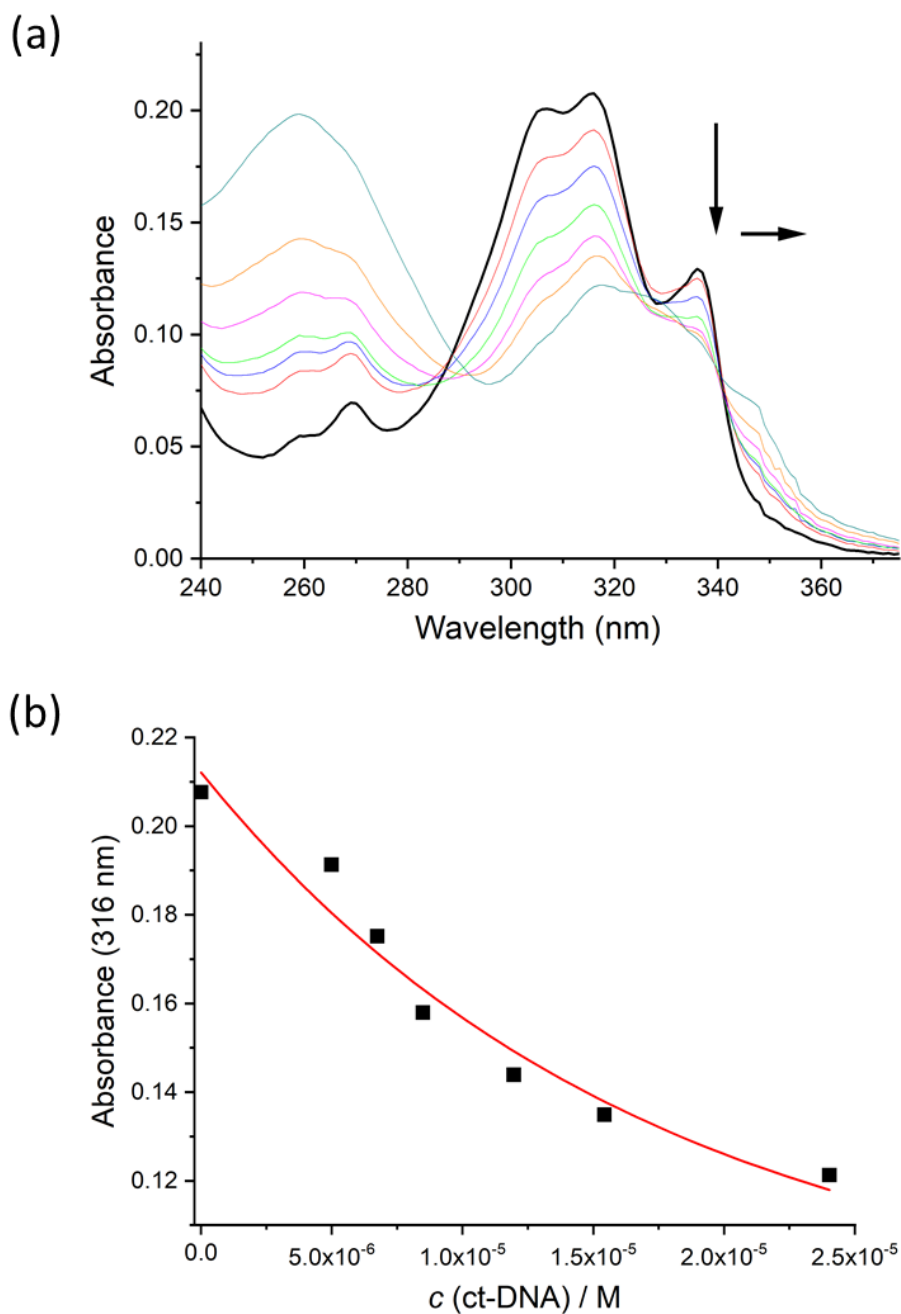 (a)
0.20
0.15
0.10
0.05
0.00
Absorbance
240 260 280 300 320 340 360
Wavelength (nm)
(b)
0.22
0.20
0.18
0.16
0.14
0.12
Absorbance (316 nm)
0.0 5.0x10⁻⁶ 1.0x10⁻⁵ 1.5x10⁻⁵ 2.0x10⁻⁵ 2.5x10⁻⁵
c (ct-DNA) / M